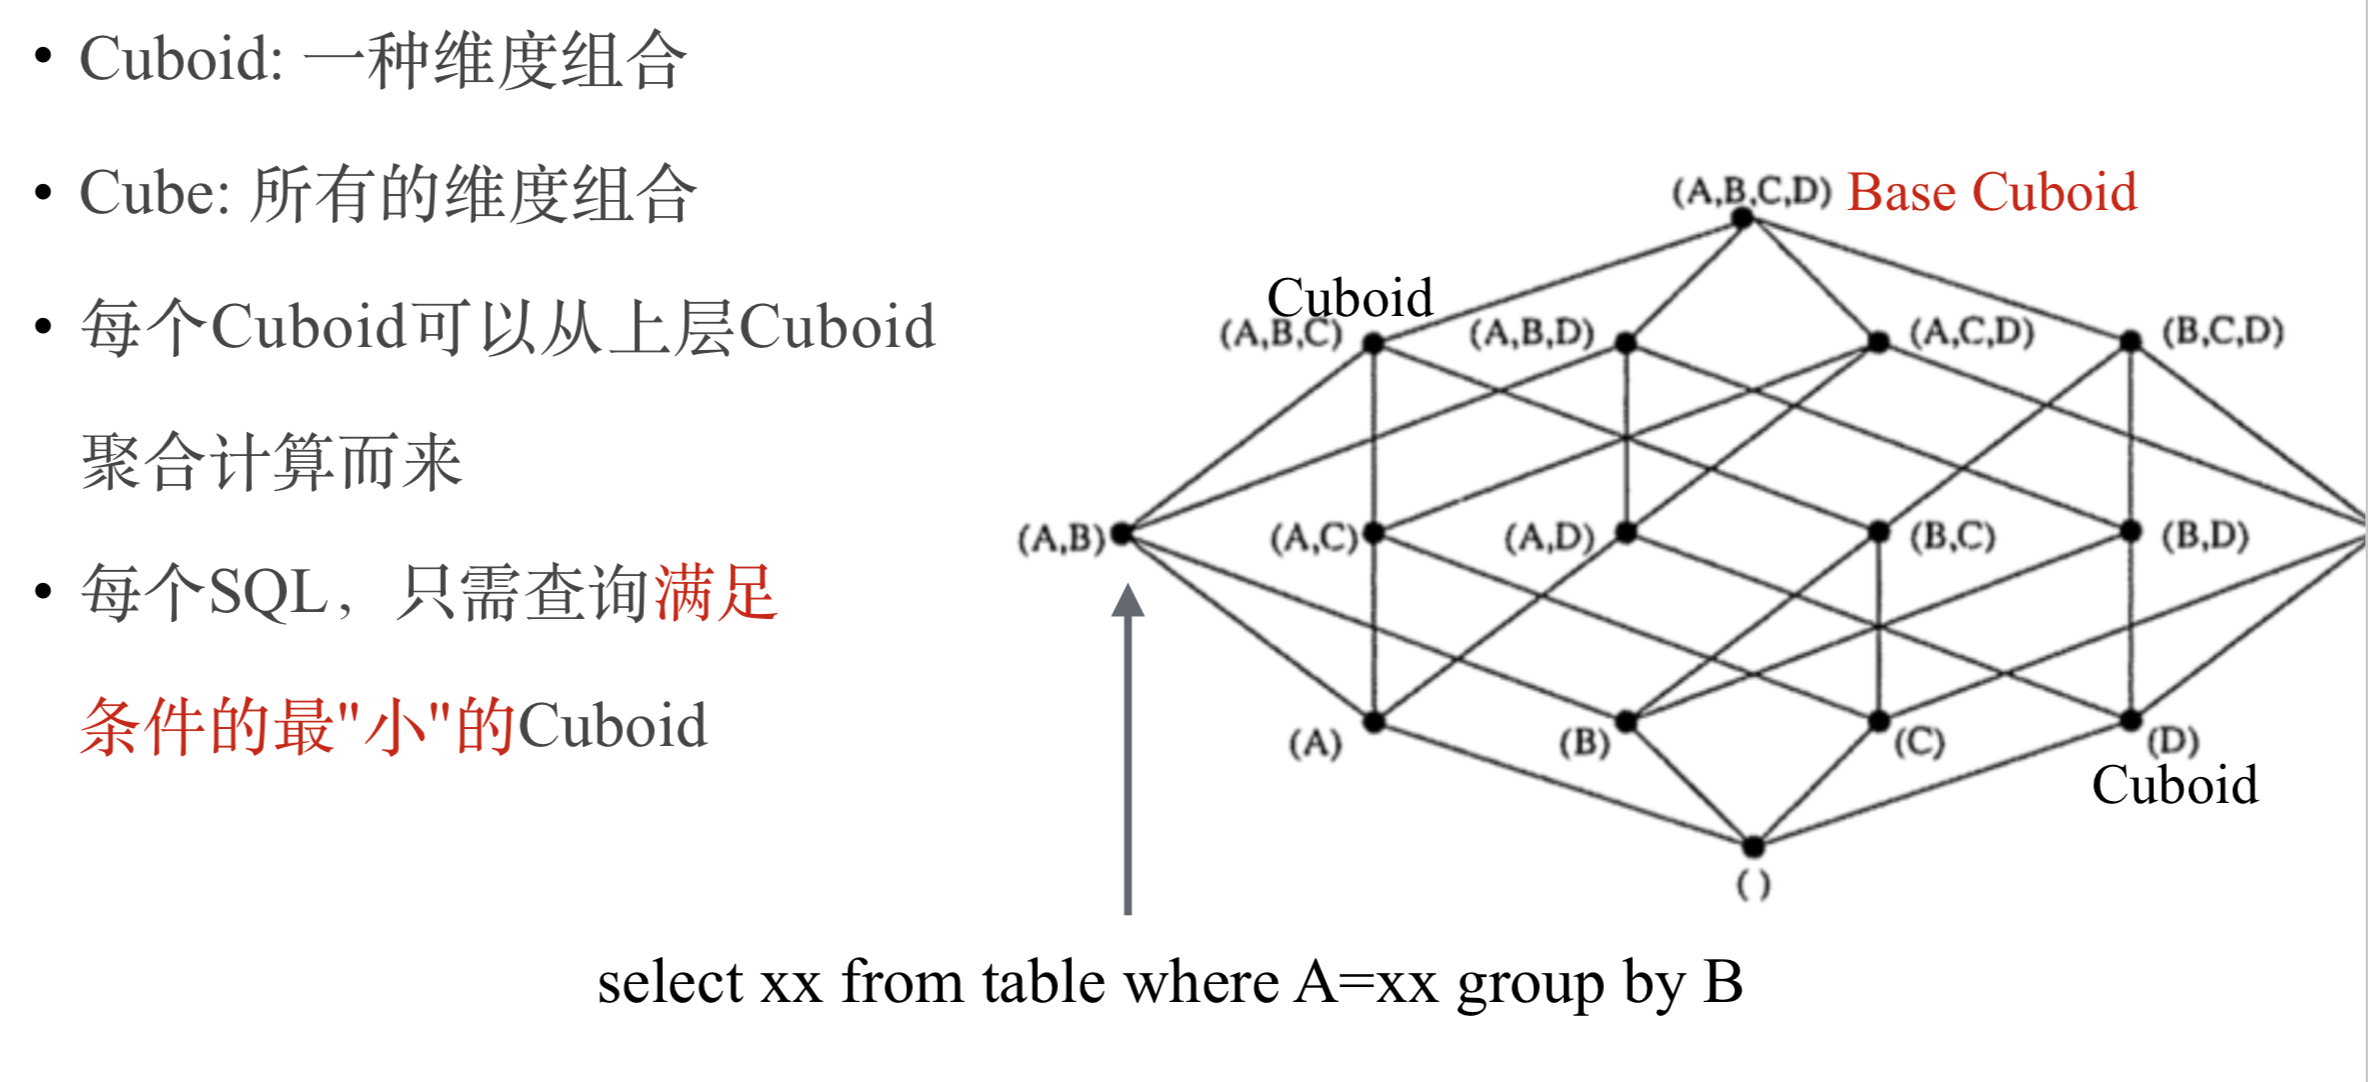 • Cuboid: 一种维度组合
• Cube: 所有的维度组合
• 每个Cuboid可以从上层Cuboid
聚合计算而来
• 每个SQL，只需查询满足
条件的最"小"的Cuboid
(A,B,C,D) Base Cuboid
Cuboid
(A,B,C) (A,B,D) (A,C,D) (B,C,D)
(A,B) (A,C) (A,D) (B,C) (B,D)
(A) (B) (C) (D)
Cuboid
( )
select xx from table where A=xx group by B